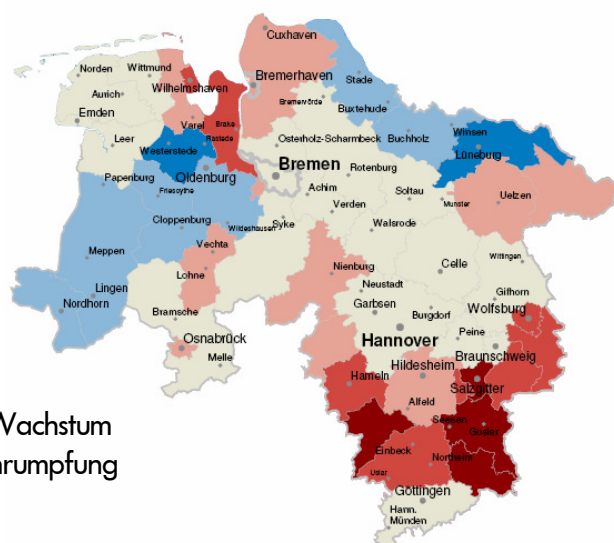 Cuxhaven
Norden
Wittmund
Wilhelmshaven
Bremerhaven
Stade
Aurich
Bremervörde
Emden
Varel
Brake
Buxtehude
Winsen
Leer
Rastede
Osterholz-Scharmbeck
Buchholz
Westerstede
Bremen
Lüneburg
Papenburg
Oldenburg
Rotenburg
Friesoythe
Achim
Soltau
Munster
Uelzen
Cloppenburg
Wildeshausen
Syke
Verden
Walsrode
Meppen
Vechta
Celle
Wittingen
Lohne
Nienburg
Lingen
Neustadt
Gifhorn
Nordhorn
Bramsche
Garbsen
Burgdorf
Wolfsburg
Osnabrück
Hannover
Peine
Melle
Hildesheim
Braunschweig
Hameln
Salzgitter
Alfeld
Wachstum
Seesen
Goslar
Einbeck
hrumpfung
Northeim
Uslar
Göttingen
Hann.
Münden